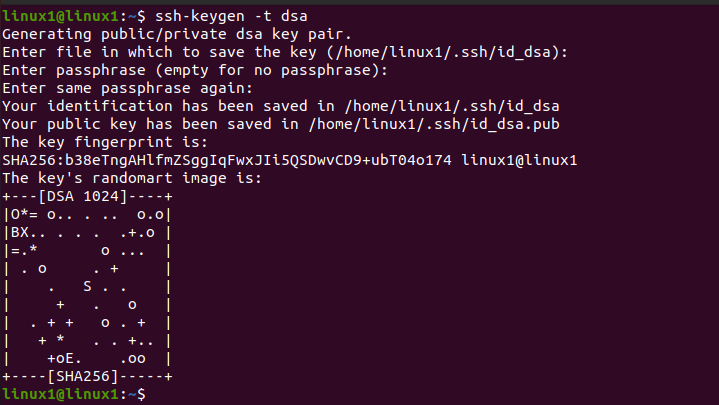 linux1@linux1:~$ ssh-keygen -t dsa
Generating public/private dsa key pair.
Enter file in which to save the key (/home/linux1/.ssh/id_dsa):
Enter passphrase (empty for no passphrase):
Enter same passphrase again:
Your identification has been saved in /home/linux1/.ssh/id_dsa
Your public key has been saved in /home/linux1/.ssh/id_dsa.pub
The key fingerprint is:
SHA256:b38eTngAHlfmZSggIqFwxJIi5QSDwvCD9+ubT04o174 linux1@linux1
The key's randomart image is:
+---[DSA 1024]----+
|O*= o.. . ..  o.o|
|BX.. . . .  .+.o |
|=.*       o ...  |
| . o     . +     |
|    .   S . .    |
|     +   .   o   |
|  . + +   o . +  |
|   + *   . . +.. |
|    +oE.    .oo  |
+----[SHA256]-----+
linux1@linux1:~$